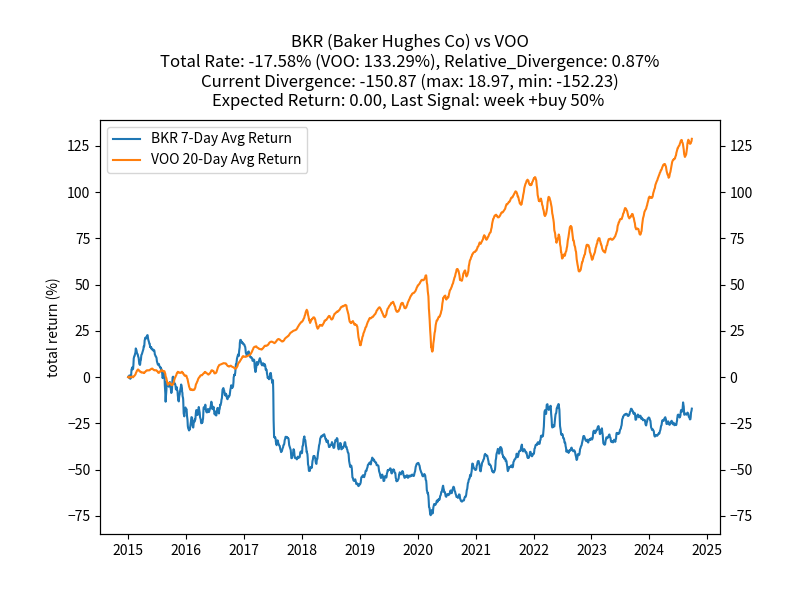 BKR (Baker Hughes Co) vs VOO
Total Rate: -17.58% (VOO: 133.29%), Relative_Divergence: 0.87%
Current Divergence: -150.87 (max: 18.97, min: -152.23)
Expected Return: 0.00, Last Signal: week +buy 50%
BKR 7-Day Avg Return
VOO 20-Day Avg Return
total return (%)
125
100
75
50
25
0
−25
−50
−75
125
100
75
50
25
0
−25
−50
−75
2015 2016 2017 2018 2019 2020 2021 2022 2023 2024 2025